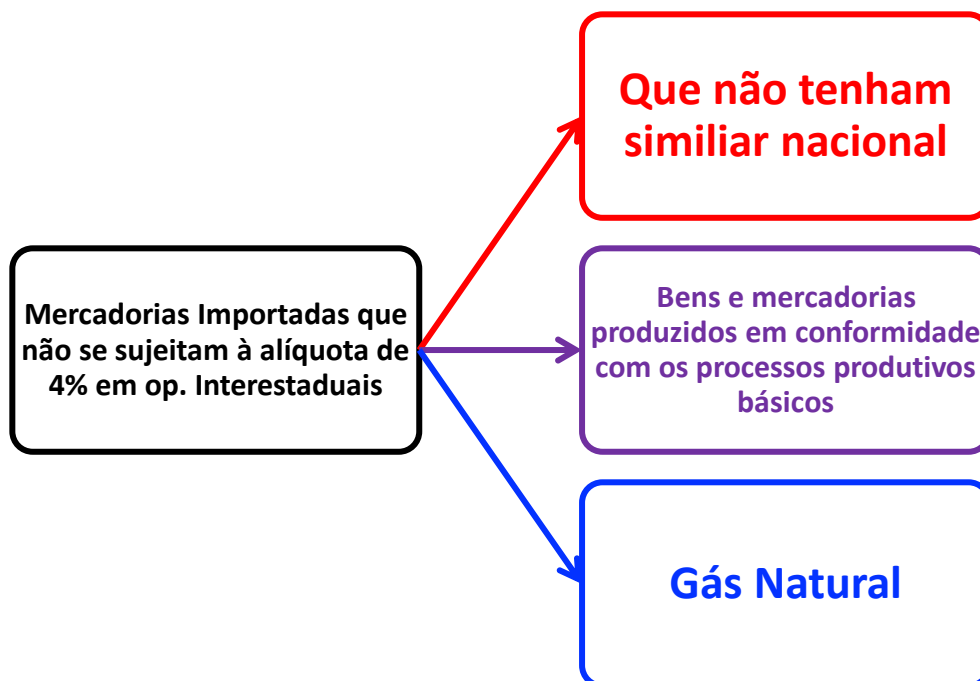 Que não tenham
similiar nacional
Mercadorias Importadas que
não se sujeitam à alíquota de
4% em op. Interestaduais
Bens e mercadorias
produzidos em conformidade
com os processos produtivos
básicos
Gás Natural